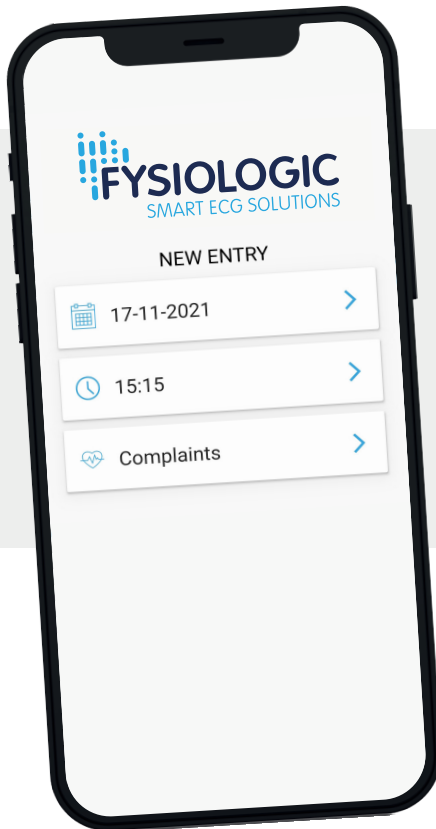 FYSIOLOGIC
SMART ECG SOLUTIONS
NEW ENTRY
17-11-2021
15:15
Complaints